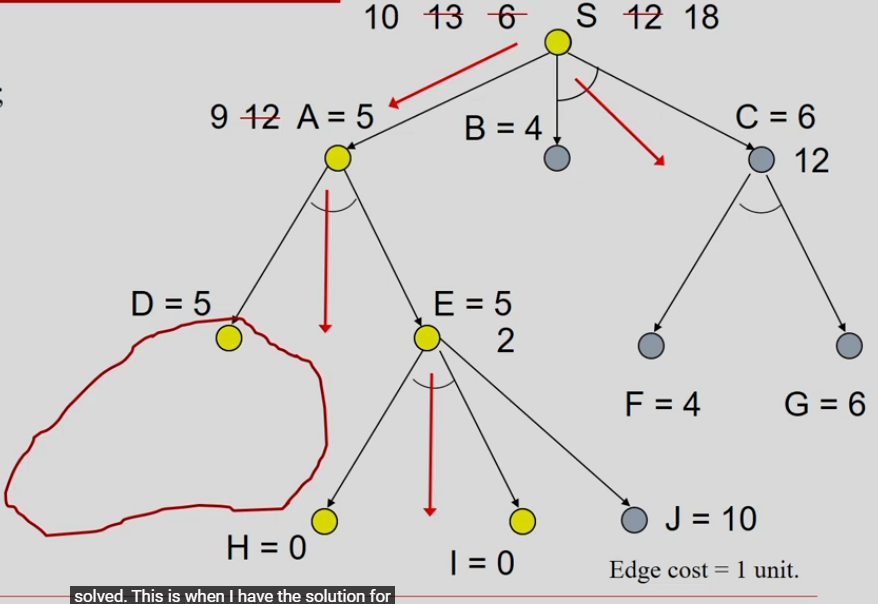 10 13 6 S 12 18
9 12 A = 5
B = 4
C = 6
12
D = 5
E = 5
2
F = 4
G = 6
H = 0
I = 0
J = 10
Edge cost = 1 unit.
solved. This is when I have the solution for